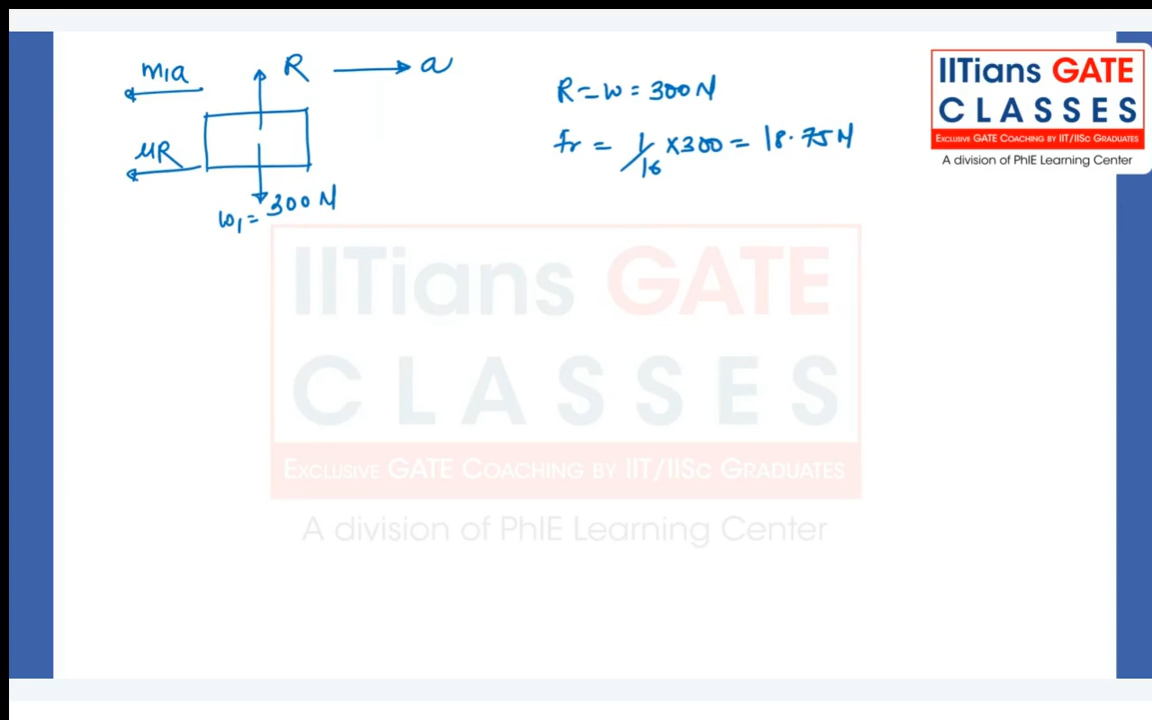 m₁a
R
a
μR
w₁ = 300 N
R = w = 300 N
fr = 1/16 × 300 = 18.75 N
IITians GATE
CLASSES
EXCLUSIVE GATE COACHING BY IIT/IISc GRADUATES
A division of PhIE Learning Center
IITians GATE
CLASSES
EXCLUSIVE GATE COACHING BY IIT/IISc GRADUATES
A division of PhIE Learning Center